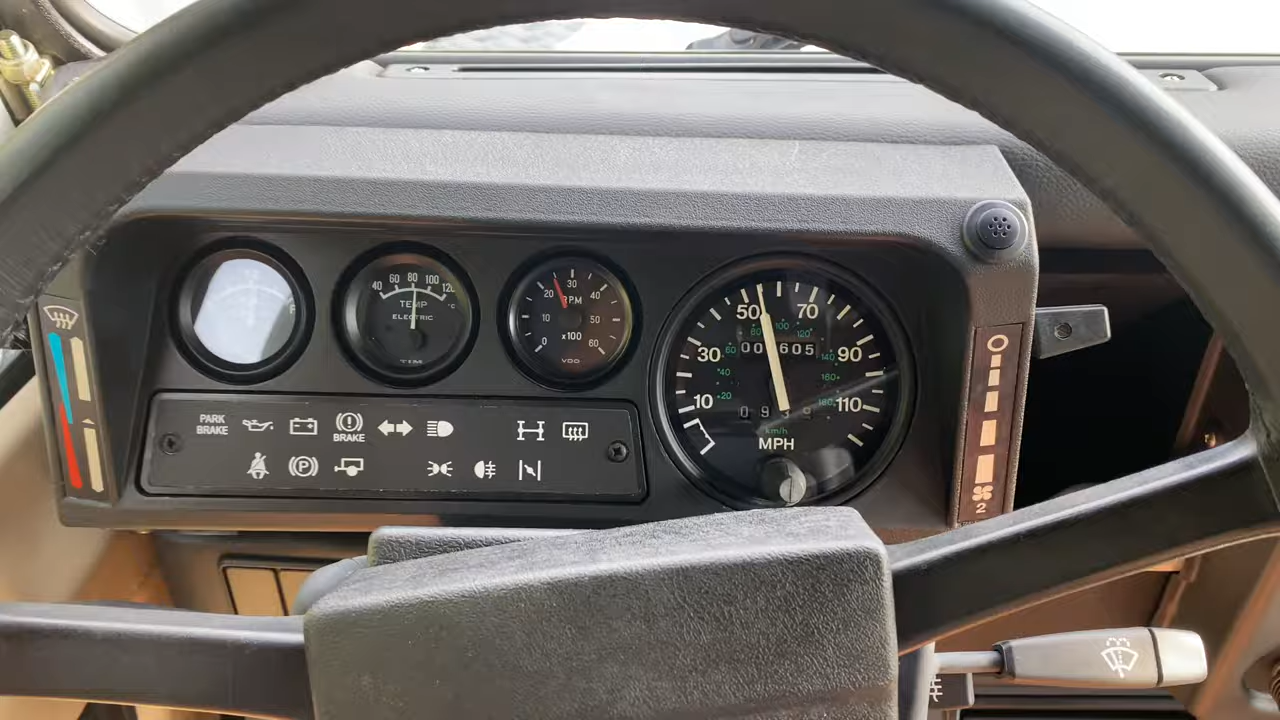 40 60 80 100 120
°C
TEMP
ELECTRIC
TIM
0 10 20 30 40 50 60
RPM
x100
VDO
10 30 50 70 90 110
20 40 60 80 100 120 140 160 180
km/h
MPH
PARK
BRAKE
BRAKE
P
2